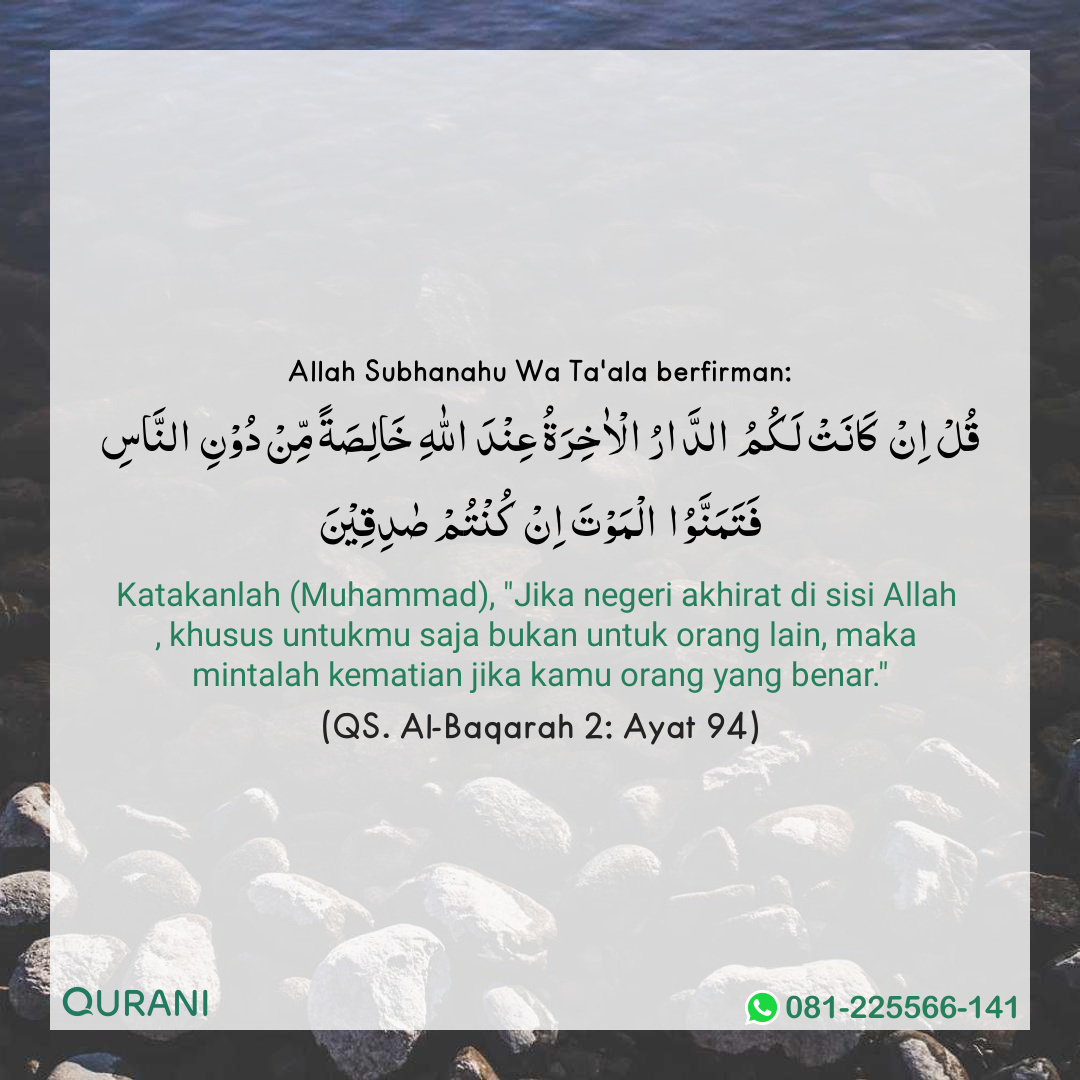 Allah Subhanahu Wa Ta'ala berfirman:
قُلْ اِنْ كَانَتْ لَـكُمُ الدَّارُ الْاٰخِرَةُ عِنْدَ اللّٰهِ خَالِصَةً مِّنْ دُوْنِ النَّاسِ
فَتَمَنَّوُا الْمَوْتَ اِنْ کُنْتُمْ صٰدِقِيْنَ
Katakanlah (Muhammad), "Jika negeri akhirat di sisi Allah
, khusus untukmu saja bukan untuk orang lain, maka
mintalah kematian jika kamu orang yang benar."
(QS. Al-Baqarah 2: Ayat 94)
QURANI
081-225566-141